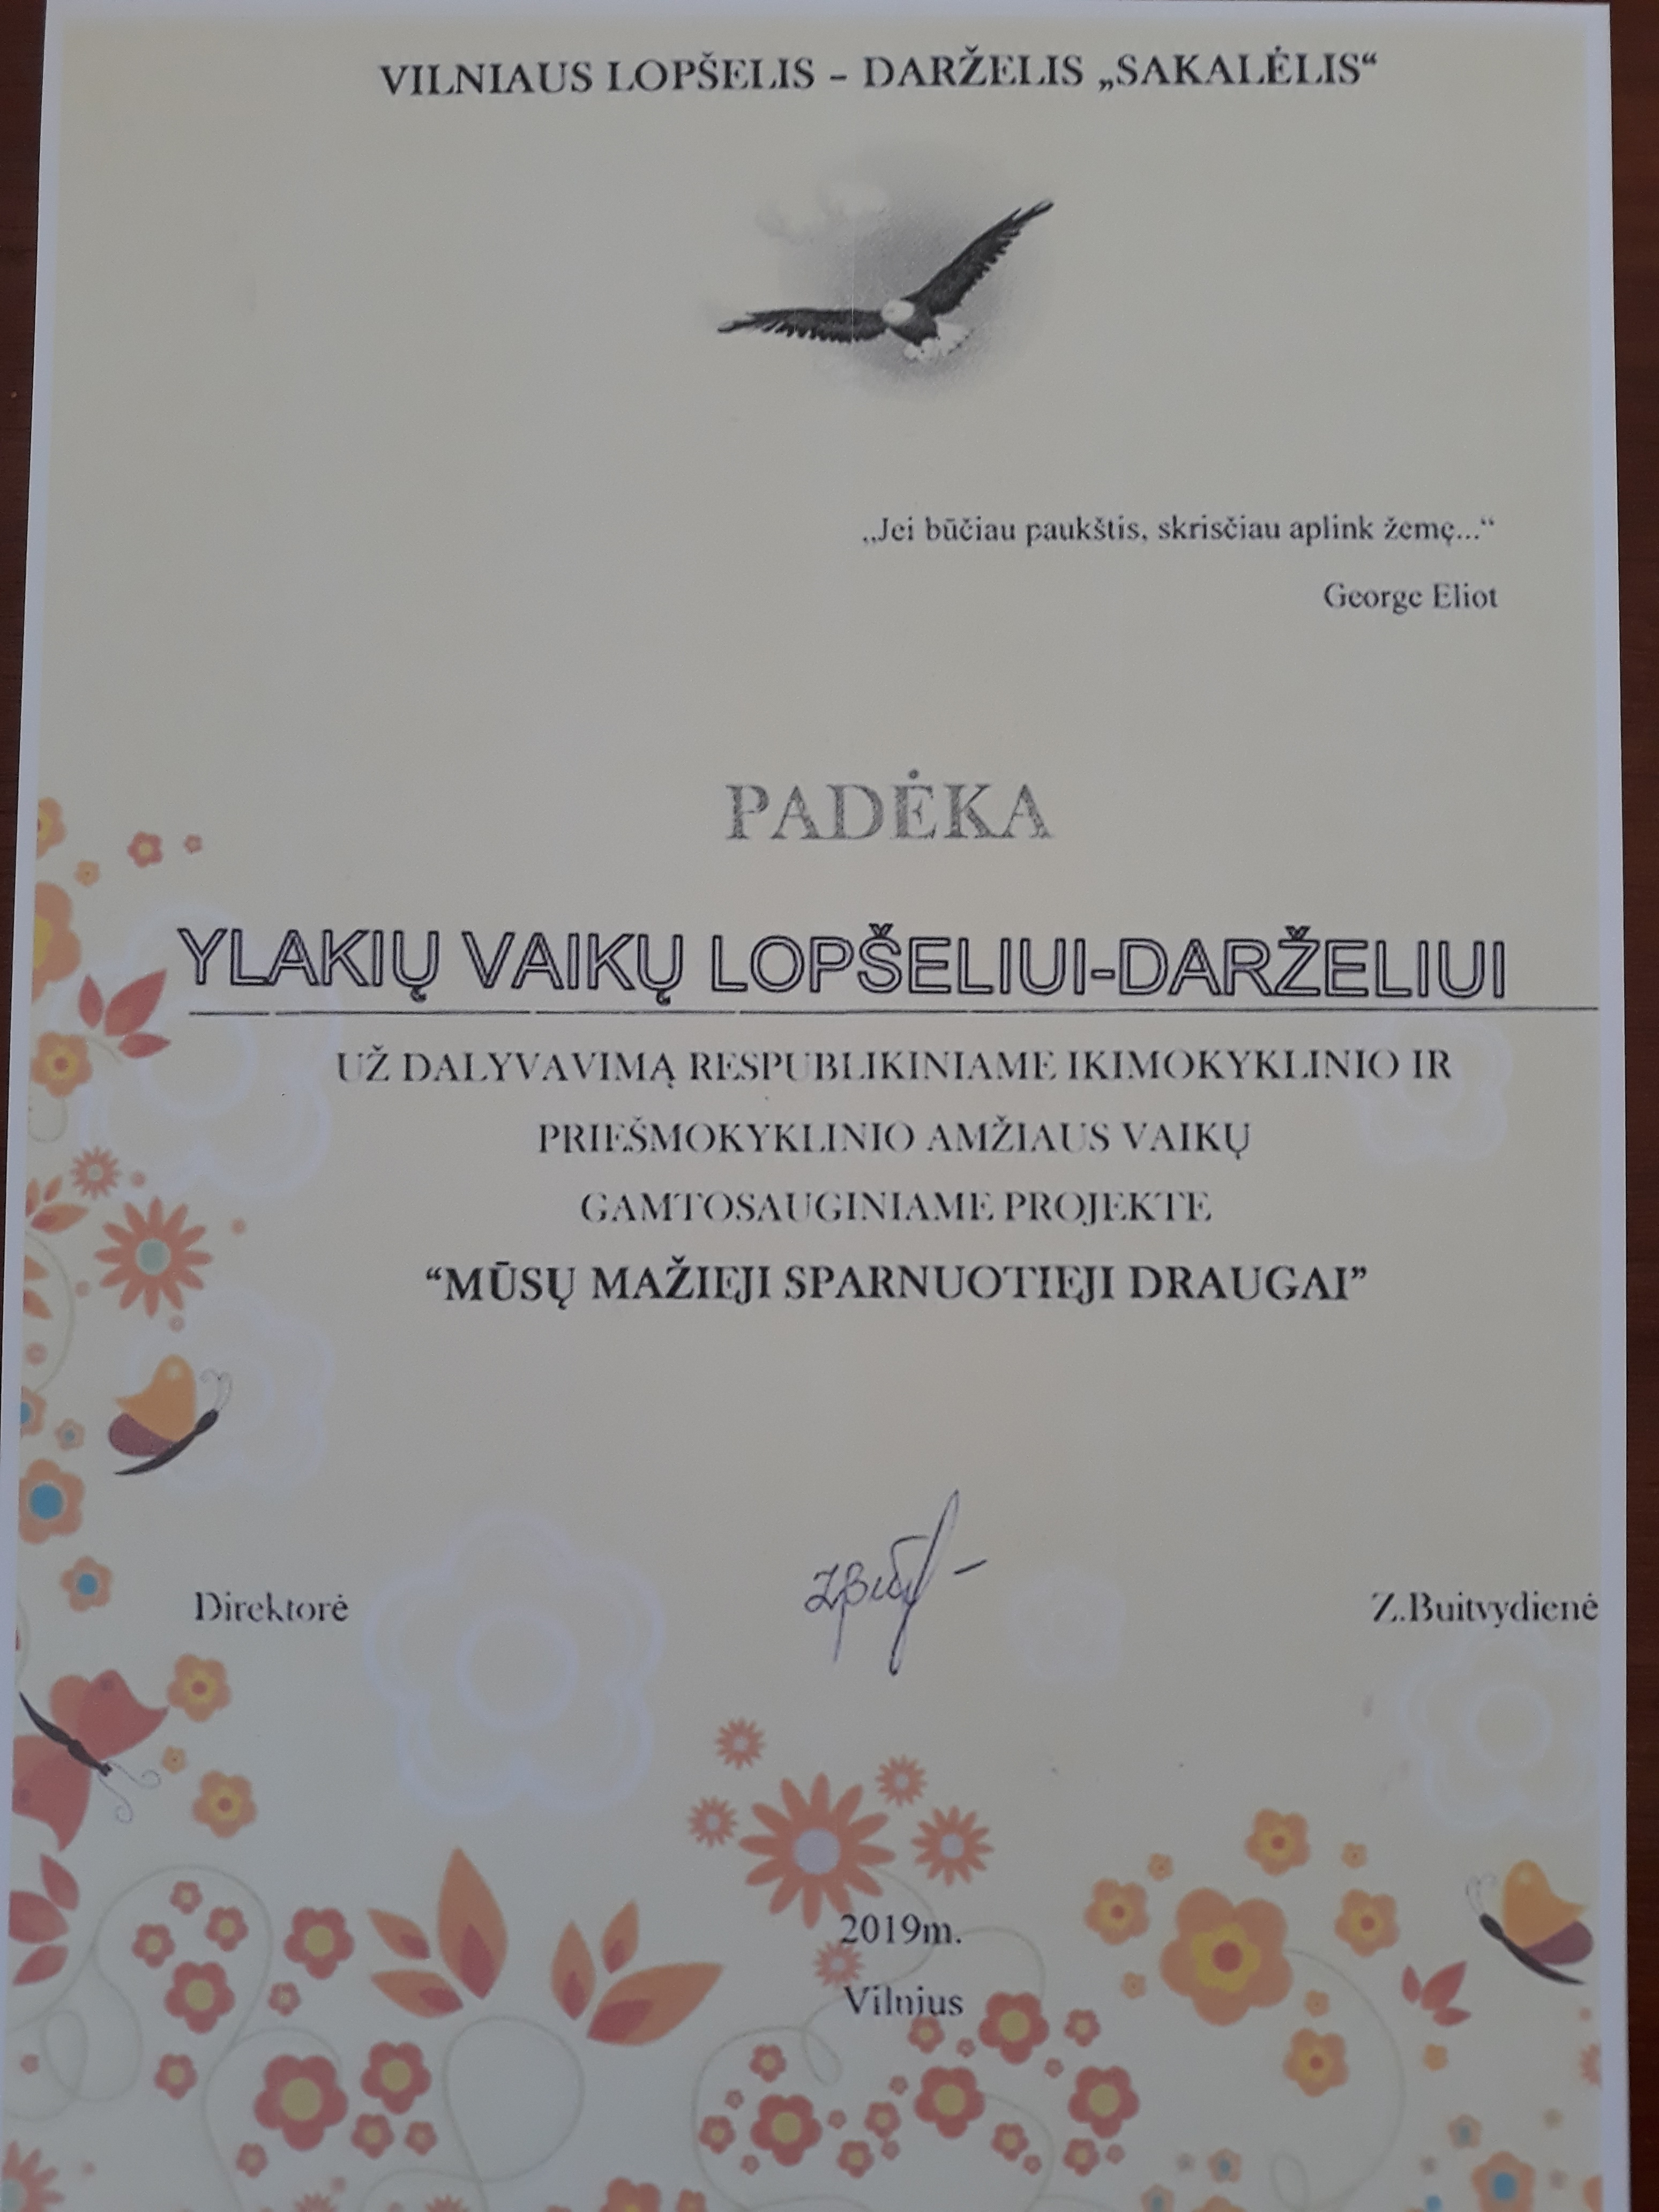 VILNIAUS LOPŠELIS – DARŽELIS „SAKALĖLIS“
„Jei būčiau paukštis, skrisčiau aplink žemę...“
George Eliot
PADĖKA
YLAKIŲ VAIKŲ LOPŠELIUI-DARŽELIUI
UŽ DALYVAVIMĄ RESPUBLIKINIAME IKIMOKYKLINIO IR
PRIEŠMOKYKLINIO AMŽIAUS VAIKŲ
GAMTOSAUGINIAME PROJEKTE
“MŪSŲ MAŽIEJI SPARNUOTIEJI DRAUGAI”
Direktorė Z.Buitvydienė
2019m.
Vilnius